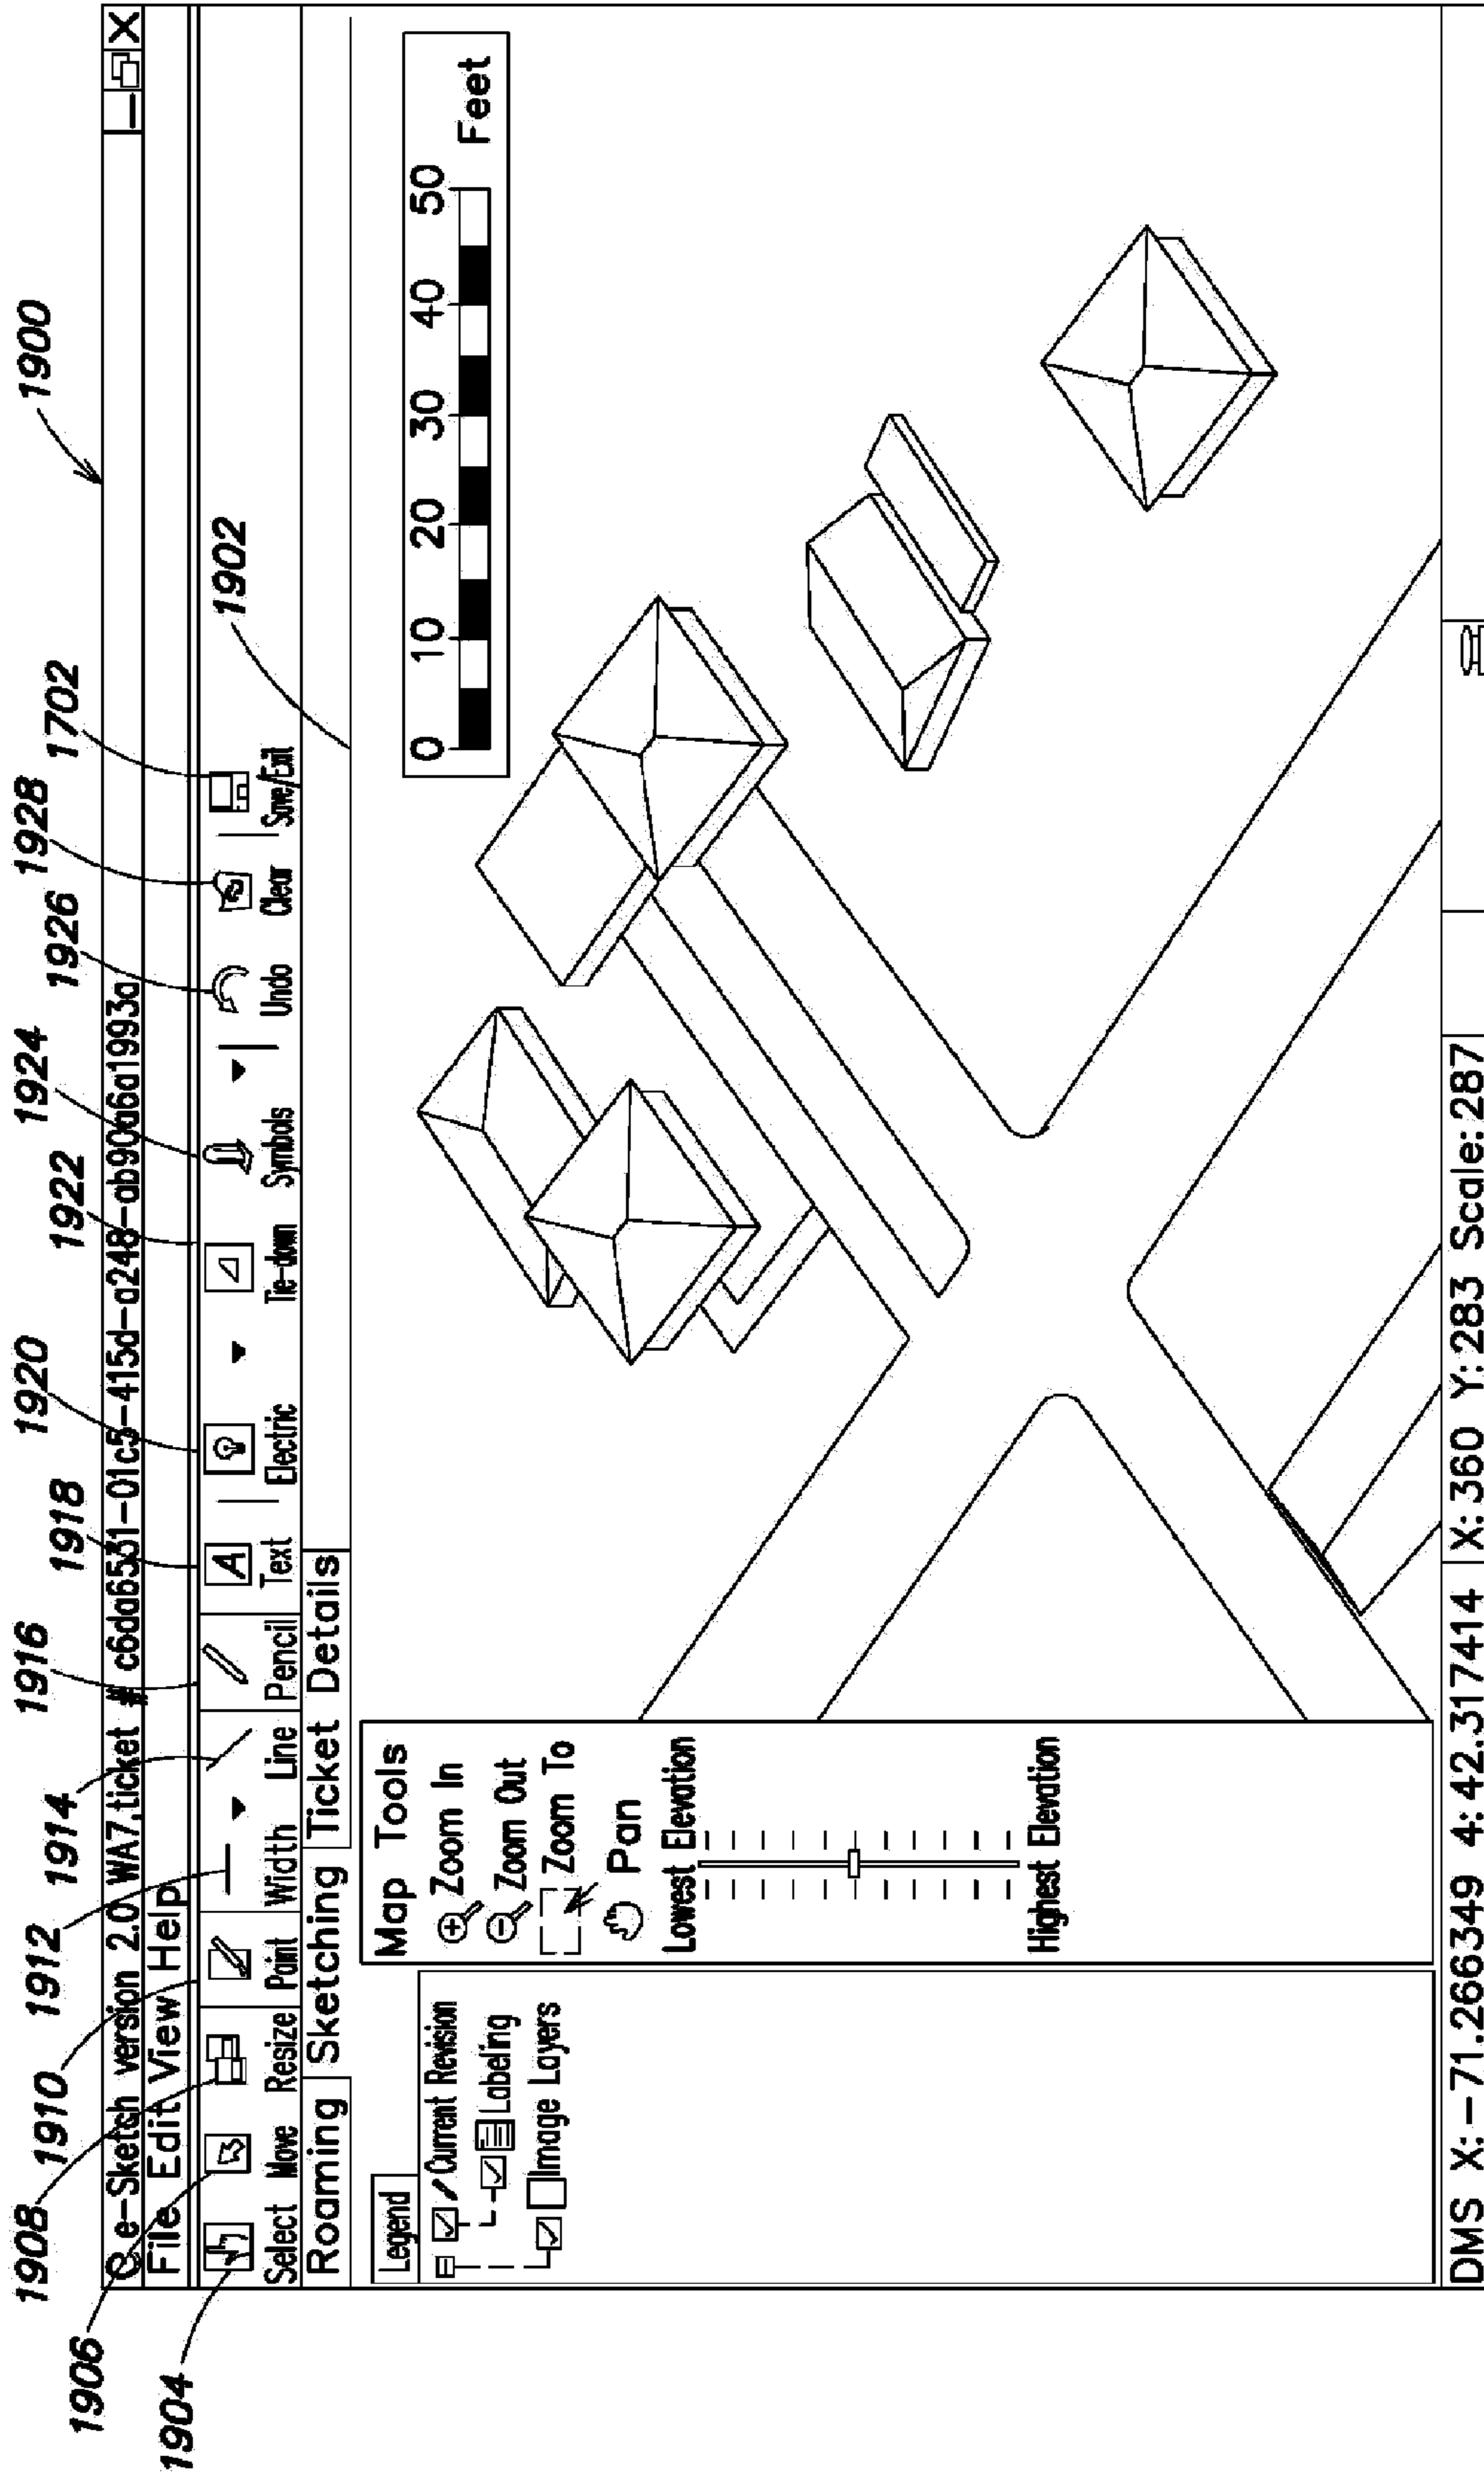 1900
1908 1910 1912 1914 1916 1918 1920 1922 1924 1926 1928 1702
1906
1904
1902
e-Sketch version 2.0 WA7,ticket # c6da6531-01c5-415d-a248-ab90a6a1993a
File Edit View Help
Select Move Resize Paint Width Line Pencil Text Electric Tie-down Symbols Undo Clear Save/Exit
Roaming Sketching Ticket Details
Legend
Current Revision
Labeling
Image Layers
Map Tools
Zoom In
Zoom Out
Zoom To
Pan
Lowest Elevation
Highest Elevation
0 10 20 30 40 50
Feet
DMS X:-71.266349 4:42.317414 X:360 Y:283 Scale:287